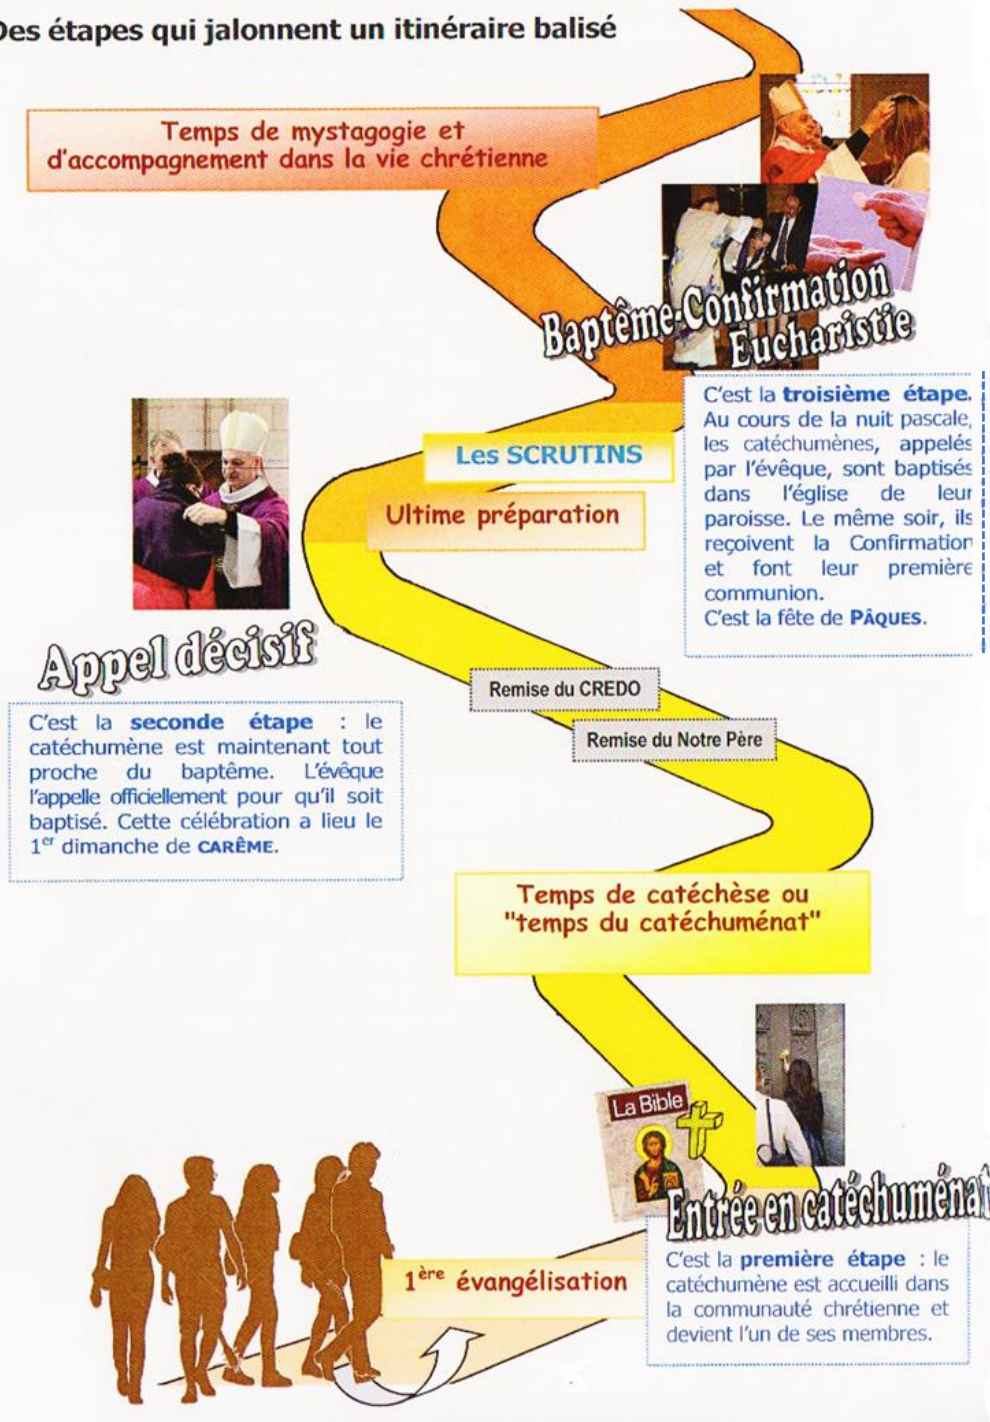 Des étapes qui jalonnent un itinéraire balisé
Temps de mystagogie et
d'accompagnement dans la vie chrétienne
Baptême-Confirmation
Eucharistie
C'est la troisième étape.
Au cours de la nuit pascale,
les catéchumènes, appelés
par l'évêque, sont baptisés
dans l'église de leur
paroisse. Le même soir, ils
reçoivent la Confirmation
et font leur première
communion.
C'est la fête de PÂQUES.
Les SCRUTINS
Ultime préparation
Appel décisif
C'est la seconde étape : le
catéchumène est maintenant tout
proche du baptême. L'évêque
l'appelle officiellement pour qu'il soit
baptisé. Cette célébration a lieu le
1er dimanche de CARÊME.
Remise du CREDO
Remise du Notre Père
Temps de catéchèse ou
"temps du catéchuménat"
La Bible
Entrée en catéchuménat
C'est la première étape : le
catéchumène est accueilli dans
la communauté chrétienne et
devient l'un de ses membres.
1ère évangélisation